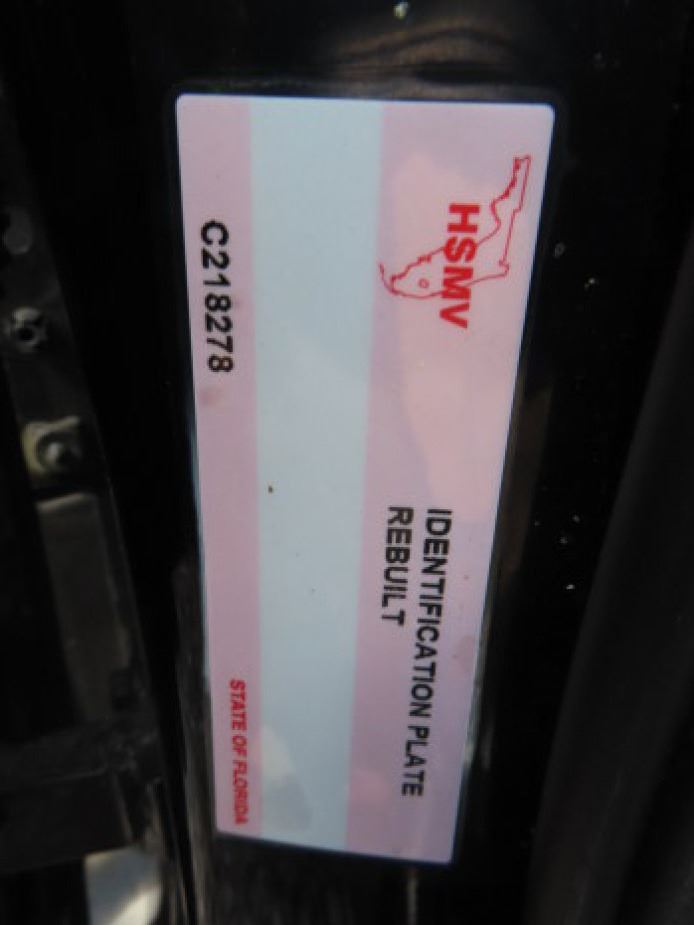 HSMV
IDENTIFICATION PLATE
REBUILT
C218278
STATE OF FLORIDA